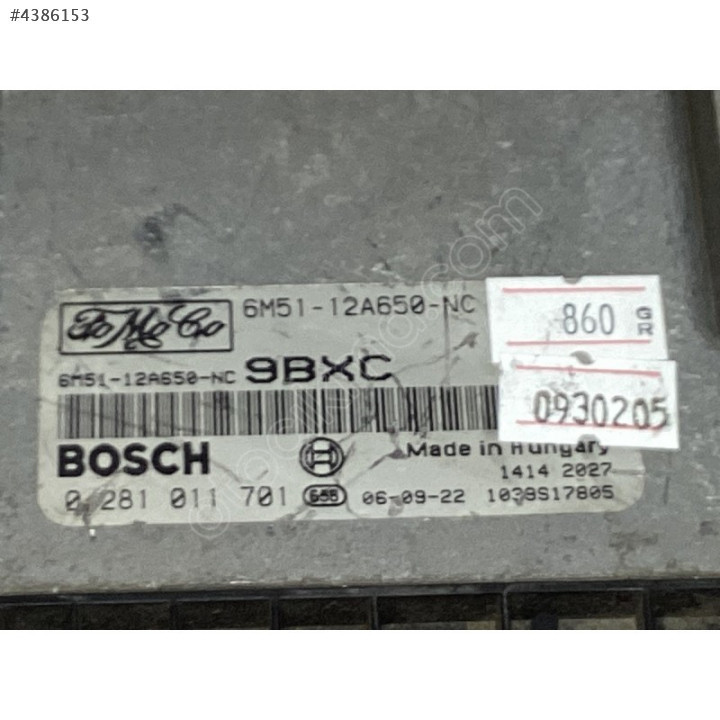 #4386153
FoMoCo
6M51-12A650-NC
860
GR
6M51-12A650-NC 9BXC
0930205
BOSCH
Made in Hungary
1414 2027
0 281 011 701
06-09-22 1039S17805